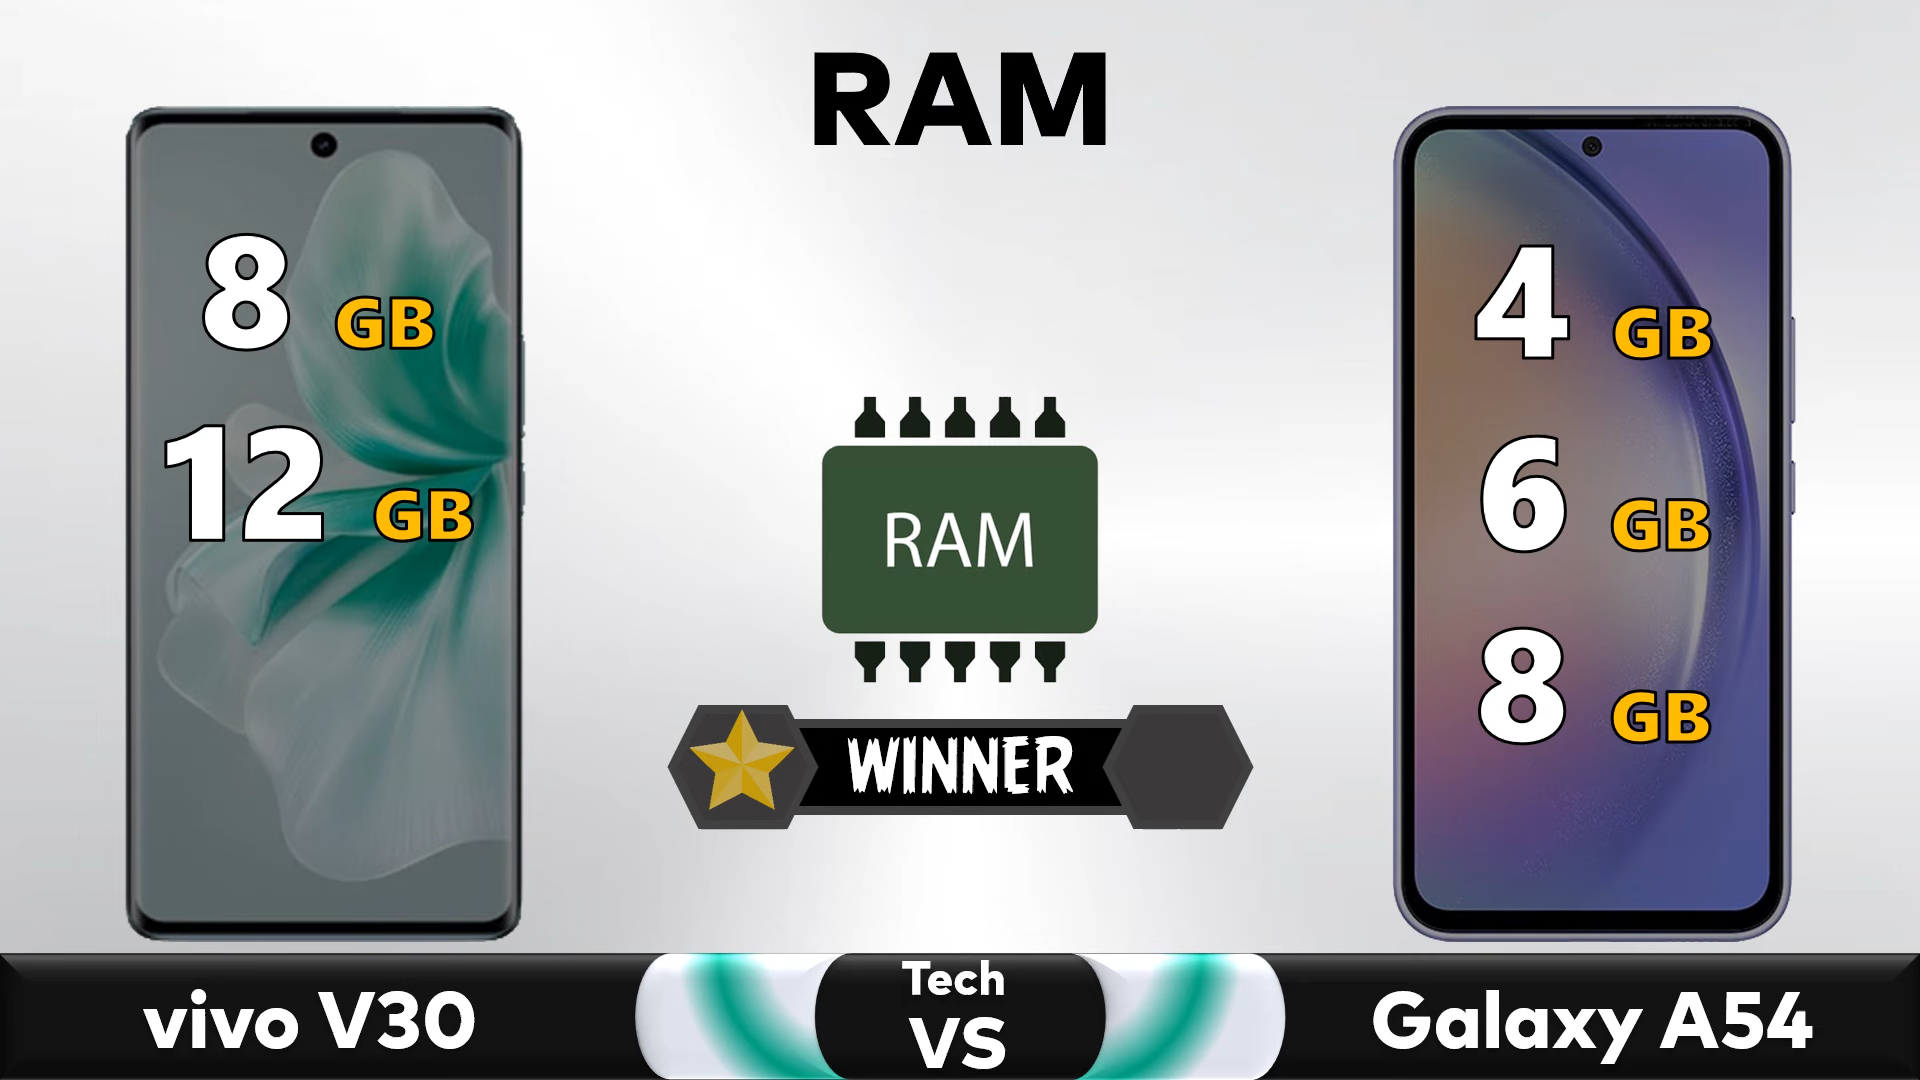 RAM
8 GB
12 GB
4 GB
6 GB
8 GB
RAM
WINNER
vivo V30
Tech
VS
Galaxy A54